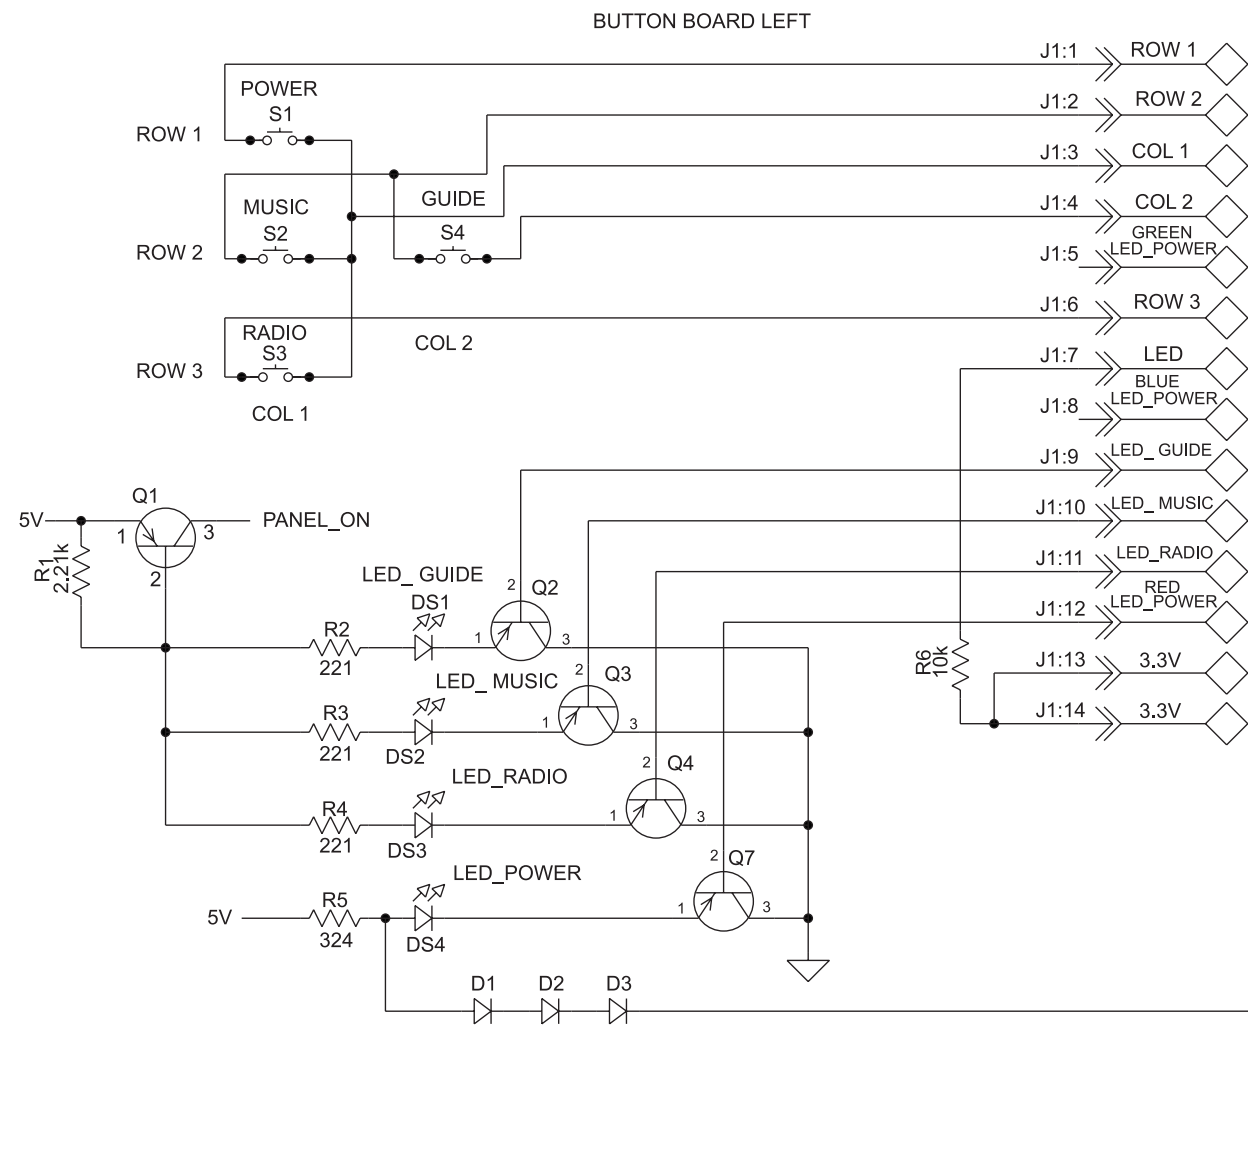 BUTTON BOARD LEFT
J1:1 ROW 1
POWER
S1
ROW 1
J1:2 ROW 2
J1:3 COL 1
MUSIC
S2
ROW 2
GUIDE
S4
J1:4 COL 2
GREEN
J1:5 LED_POWER
J1:6 ROW 3
RADIO
S3
ROW 3
COL 2
COL 1
J1:7 LED
BLUE
J1:8 LED_POWER
J1:9 LED_ GUIDE
Q1
5V 1 3 PANEL_ON
2
R1
2.21k
J1:10 LED_ MUSIC
J1:11 LED_RADIO
RED
J1:12 LED_POWER
LED_ GUIDE
DS1
2 Q2
1 3
R2
221
R6
10k
J1:13 3.3V
J1:14 3.3V
LED_ MUSIC
2 Q3
1 3
R3
221
DS2
LED_RADIO
2 Q4
1 3
R4
221
DS3
LED_POWER
2 Q7
1 3
5V
R5
324
DS4
D1 D2 D3